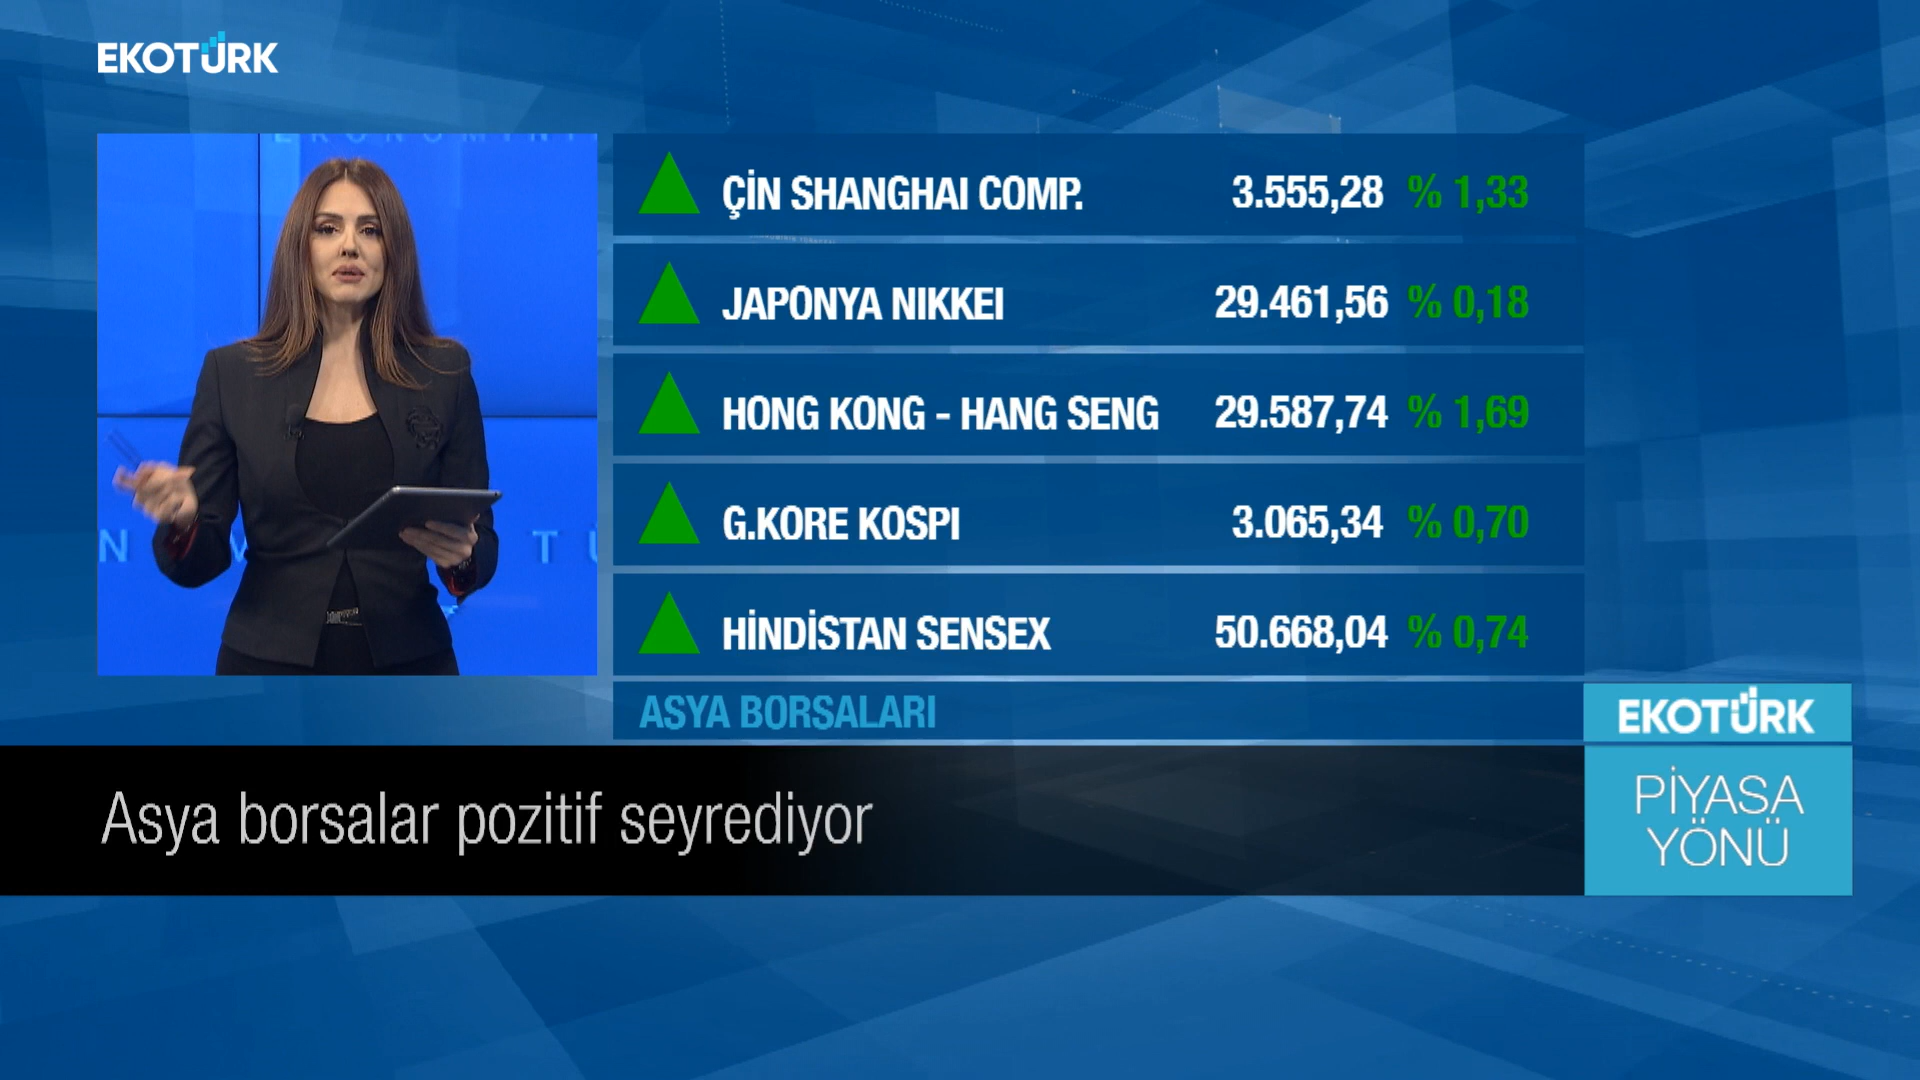 EKOTÜRK
ÇİN SHANGHAI COMP. 3.555,28 % 1,33
JAPONYA NIKKEI 29.461,56 % 0,18
HONG KONG - HANG SENG 29.587,74 % 1,69
G.KORE KOSPI 3.065,34 % 0,70
HİNDİSTAN SENSEX 50.668,04 % 0,74
ASYA BORSALARI
EKOTÜRK
Asya borsalar pozitif seyrediyor
PİYASA
YÖNÜ